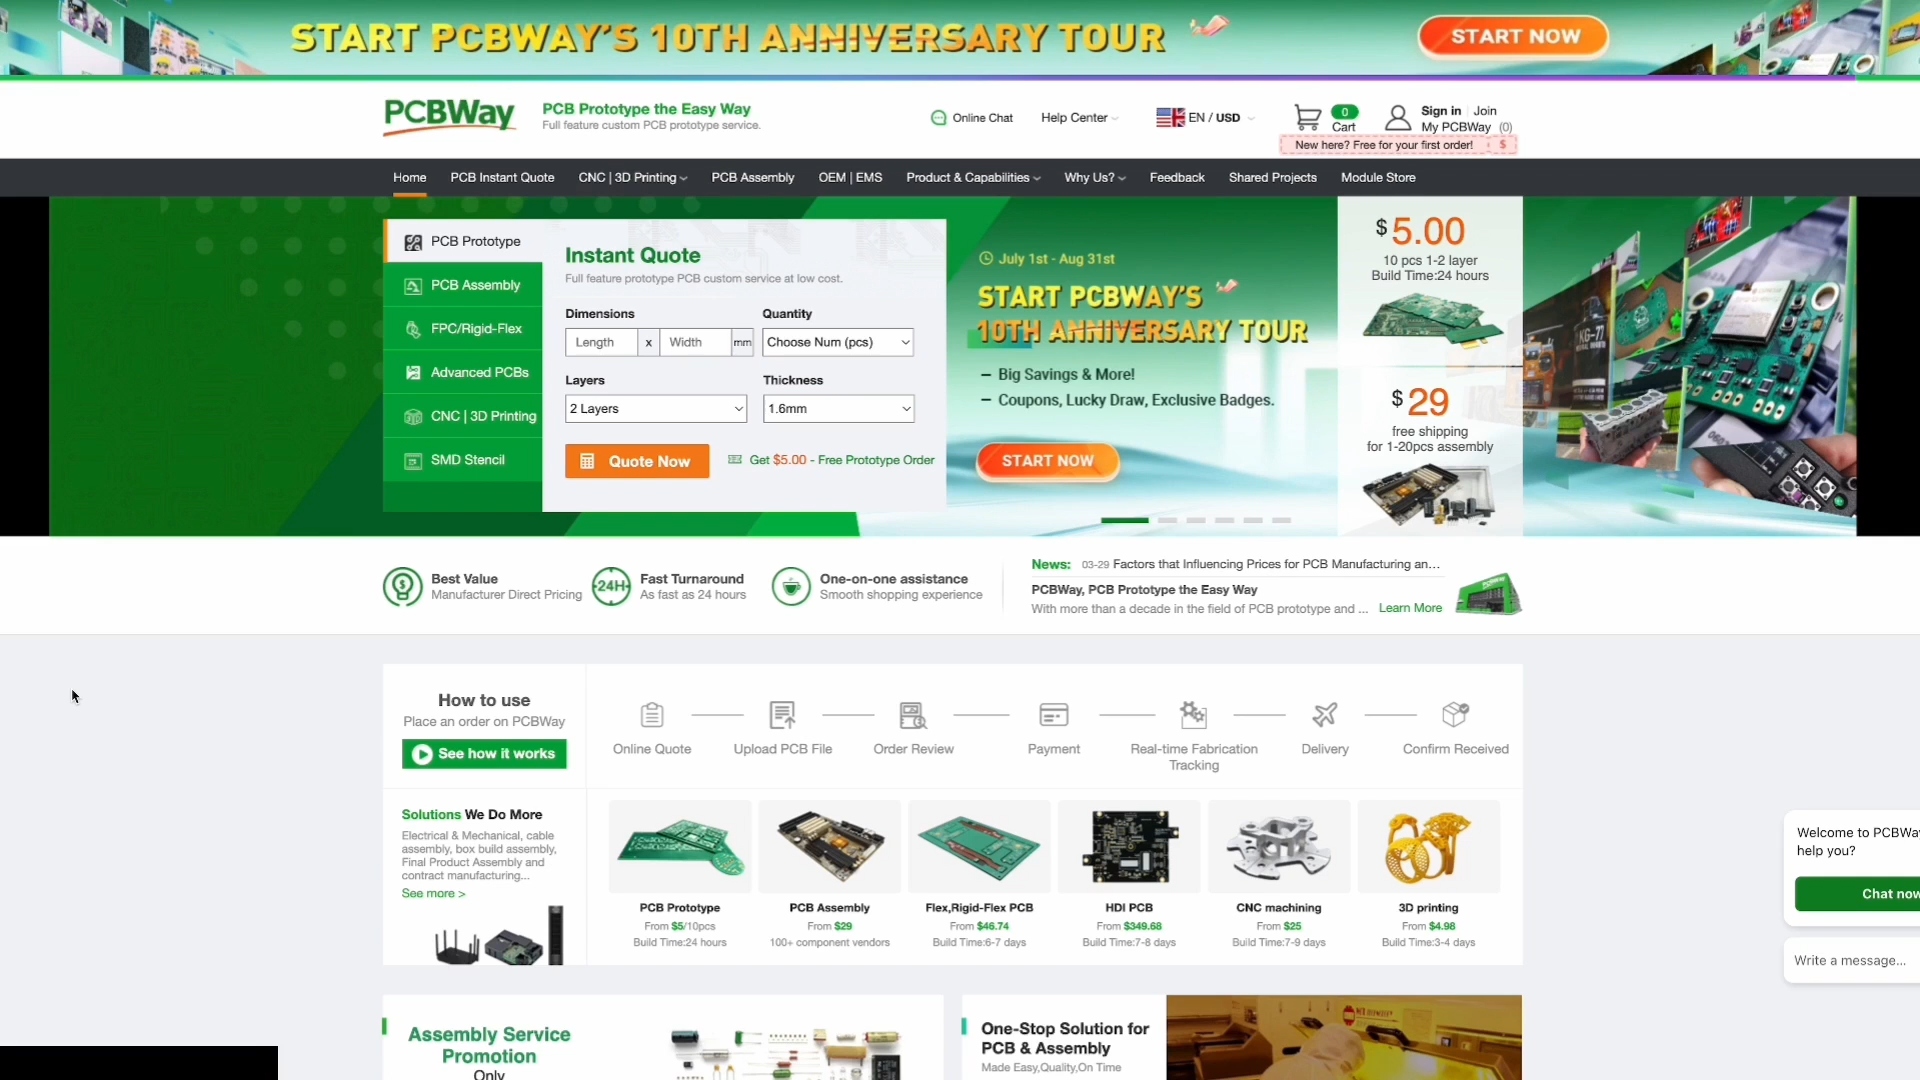 START PCBWAY'S 10TH ANNIVERSARY TOUR
START NOW
PCBWay
PCB Prototype the Easy Way
Full feature custom PCB prototype service.
Online Chat
Help Center
EN / USD
0
Cart
Sign in | Join
My PCBWay (0)
New here? Free for your first order! $
Home
PCB Instant Quote
CNC | 3D Printing
PCB Assembly
OEM | EMS
Product & Capabilities
Why Us?
Feedback
Shared Projects
Module Store
PCB Prototype
PCB Assembly
FPC/Rigid-Flex
Advanced PCBs
CNC | 3D Printing
SMD Stencil
Instant Quote
Full feature prototype PCB custom service at low cost.
Dimensions
Quantity
Length x Width mm
Choose Num (pcs)
Layers
Thickness
2 Layers
1.6mm
Quote Now
Get $5.00 - Free Prototype Order
July 1st - Aug 31st
START PCBWAY'S
10TH ANNIVERSARY TOUR
– Big Savings & More!
– Coupons, Lucky Draw, Exclusive Badges.
START NOW
$5.00
10 pcs 1-2 layer
Build Time:24 hours
$29
free shipping
for 1-20pcs assembly
KG-77
Best Value
Manufacturer Direct Pricing
24H
Fast Turnaround
As fast as 24 hours
One-on-one assistance
Smooth shopping experience
News: 03-29 Factors that Influencing Prices for PCB Manufacturing an...
PCBWay, PCB Prototype the Easy Way
With more than a decade in the field of PCB prototype and ... Learn More
How to use
Place an order on PCBWay
See how it works
Online Quote
Upload PCB File
Order Review
Payment
Real-time Fabrication
Tracking
Delivery
Confirm Received
Solutions We Do More
Electrical & Mechanical, cable
assembly, box build assembly,
Final Product Assembly and
contract manufacturing...
See more >
PCB Prototype
From $5/10pcs
Build Time:24 hours
PCB Assembly
From $29
100+ component vendors
Flex,Rigid-Flex PCB
From $46.74
Build Time:6-7 days
HDI PCB
From $349.68
Build Time:7-8 days
CNC machining
From $25
Build Time:7-9 days
3D printing
From $4.98
Build Time:3-4 days
Welcome to PCBWay
help you?
Chat now
Write a message...
Assembly Service
Promotion
Only
One-Stop Solution for
PCB & Assembly
Made Easy,Quality,On Time